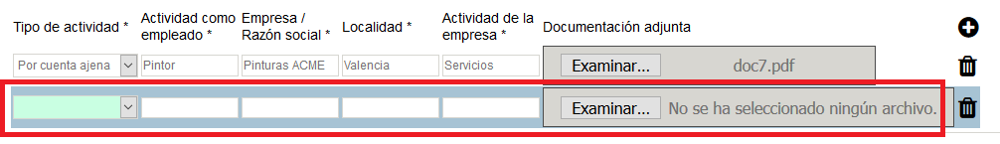 Tipo de actividad * Actividad como empleado * Empresa / Razón social * Localidad * Actividad de la empresa * Documentación adjunta
Por cuenta ajena Pintor Pinturas ACME Valencia Servicios Examinar... doc7.pdf
Examinar... No se ha seleccionado ningún archivo.